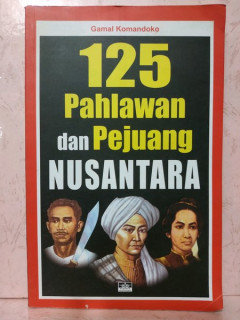 Gamal Komandoko
125
Pahlawan
dan Pejuang
NUSANTARA